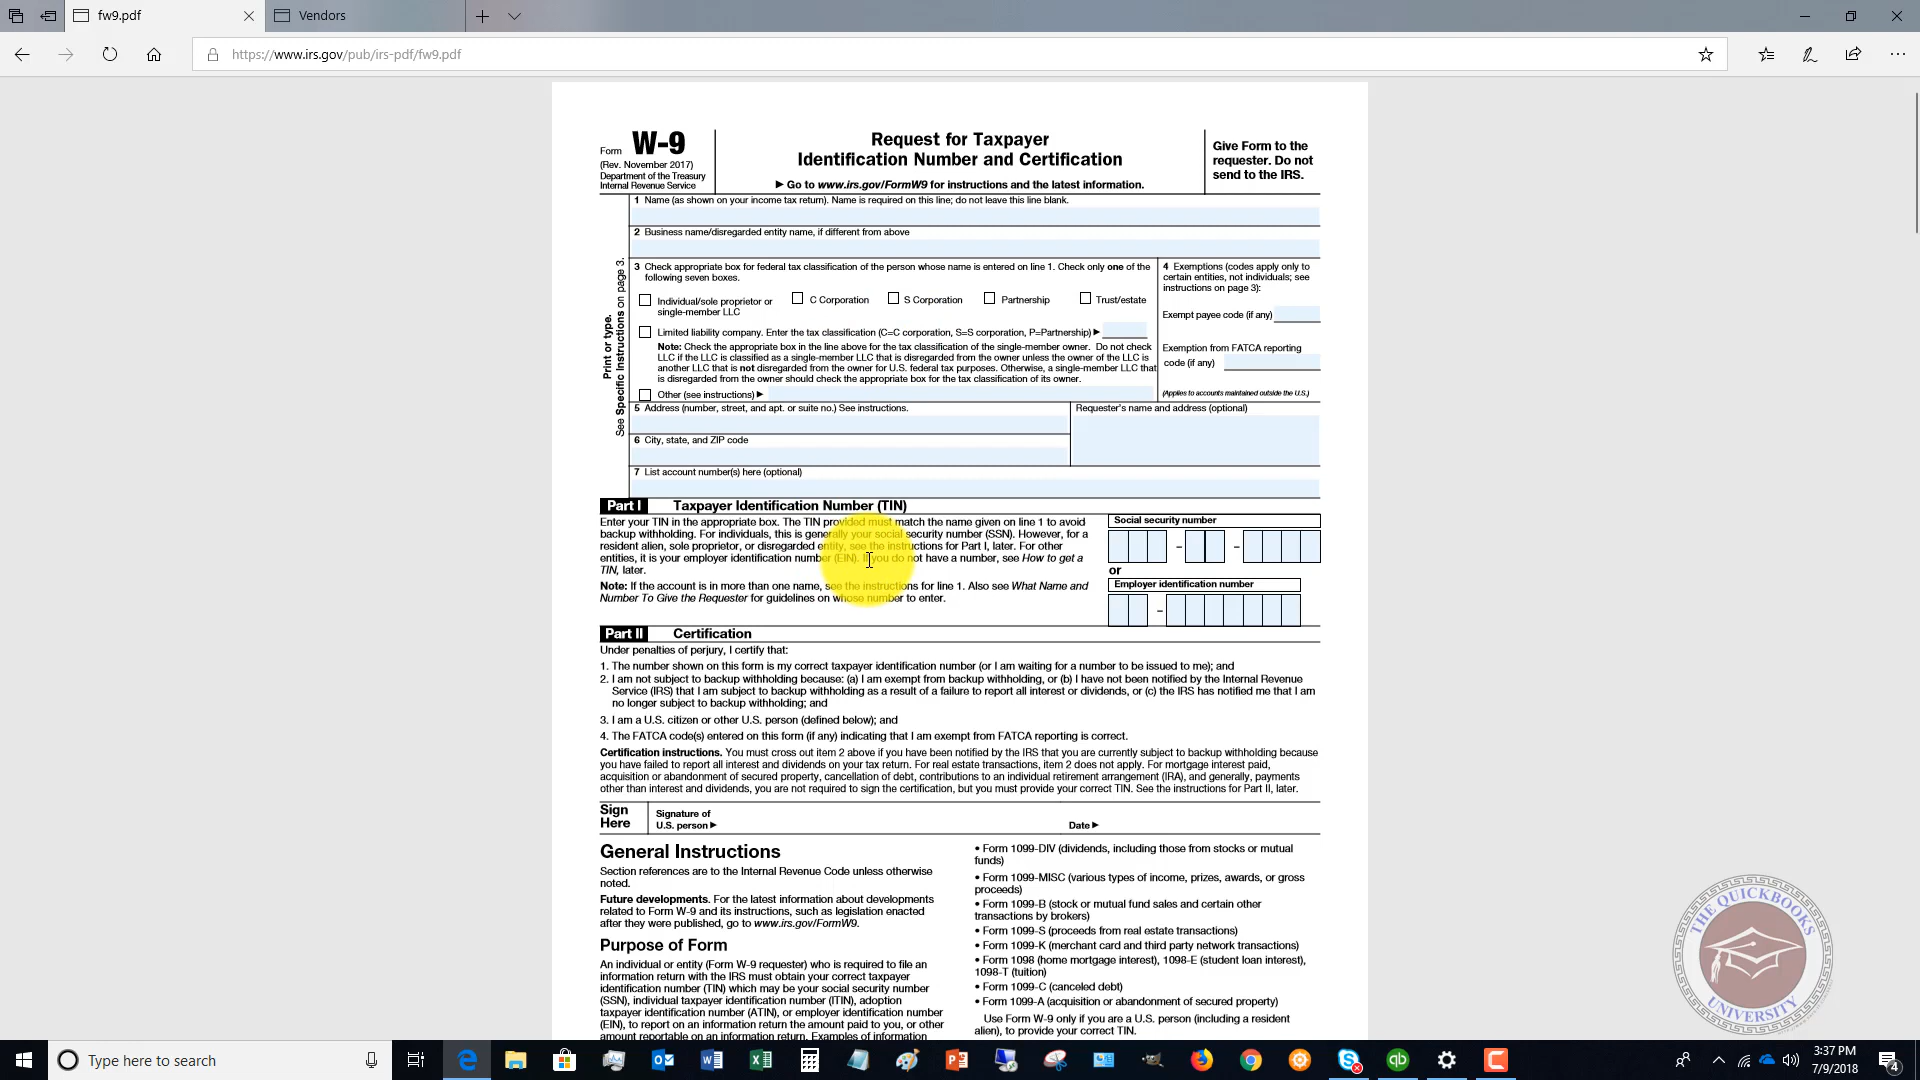 fw9.pdf
Vendors
https://www.irs.gov/pub/irs-pdf/fw9.pdf
Form W-9
(Rev. November 2017)
Department of the Treasury
Internal Revenue Service
Request for Taxpayer
Identification Number and Certification
▶ Go to www.irs.gov/FormW9 for instructions and the latest information.
Give Form to the
requester. Do not
send to the IRS.
Print or type.
See Specific Instructions on page 3.
1 Name (as shown on your income tax return). Name is required on this line; do not leave this line blank.
2 Business name/disregarded entity name, if different from above
3 Check appropriate box for federal tax classification of the person whose name is entered on line 1. Check only one of the
following seven boxes.
Individual/sole proprietor or
single-member LLC
C Corporation
S Corporation
Partnership
Trust/estate
Limited liability company. Enter the tax classification (C=C corporation, S=S corporation, P=Partnership) ▶
Note: Check the appropriate box in the line above for the tax classification of the single-member owner. Do not check
LLC if the LLC is classified as a single-member LLC that is disregarded from the owner unless the owner of the LLC is
another LLC that is not disregarded from the owner for U.S. federal tax purposes. Otherwise, a single-member LLC that
is disregarded from the owner should check the appropriate box for the tax classification of its owner.
Other (see instructions) ▶
4 Exemptions (codes apply only to
certain entities, not individuals; see
instructions on page 3):
Exempt payee code (if any)
Exemption from FATCA reporting
code (if any)
(Applies to accounts maintained outside the U.S.)
5 Address (number, street, and apt. or suite no.) See instructions.
Requester's name and address (optional)
6 City, state, and ZIP code
7 List account number(s) here (optional)
Part I Taxpayer Identification Number (TIN)
Enter your TIN in the appropriate box. The TIN provided must match the name given on line 1 to avoid
backup withholding. For individuals, this is generally your social security number (SSN). However, for a
resident alien, sole proprietor, or disregarded entity, see the instructions for Part I, later. For other
entities, it is your employer identification number (EIN). If you do not have a number, see How to get a
TIN, later.
Note: If the account is in more than one name, see the instructions for line 1. Also see What Name and
Number To Give the Requester for guidelines on whose number to enter.
Social security number
– –
or
Employer identification number
–
Part II Certification
Under penalties of perjury, I certify that:
1. The number shown on this form is my correct taxpayer identification number (or I am waiting for a number to be issued to me); and
2. I am not subject to backup withholding because: (a) I am exempt from backup withholding, or (b) I have not been notified by the Internal Revenue
Service (IRS) that I am subject to backup withholding as a result of a failure to report all interest or dividends, or (c) the IRS has notified me that I am
no longer subject to backup withholding; and
3. I am a U.S. citizen or other U.S. person (defined below); and
4. The FATCA code(s) entered on this form (if any) indicating that I am exempt from FATCA reporting is correct.
Certification instructions. You must cross out item 2 above if you have been notified by the IRS that you are currently subject to backup withholding because
you have failed to report all interest and dividends on your tax return. For real estate transactions, item 2 does not apply. For mortgage interest paid,
acquisition or abandonment of secured property, cancellation of debt, contributions to an individual retirement arrangement (IRA), and generally, payments
other than interest and dividends, you are not required to sign the certification, but you must provide your correct TIN. See the instructions for Part II, later.
Sign
Here
Signature of
U.S. person ▶
Date ▶
General Instructions
Section references are to the Internal Revenue Code unless otherwise
noted.
Future developments. For the latest information about developments
related to Form W-9 and its instructions, such as legislation enacted
after they were published, go to www.irs.gov/FormW9.
Purpose of Form
An individual or entity (Form W-9 requester) who is required to file an
information return with the IRS must obtain your correct taxpayer
identification number (TIN) which may be your social security number
(SSN), individual taxpayer identification number (ITIN), adoption
taxpayer identification number (ATIN), or employer identification number
(EIN), to report on an information return the amount paid to you, or other
amount reportable on an information return. Examples of information
• Form 1099-DIV (dividends, including those from stocks or mutual
funds)
• Form 1099-MISC (various types of income, prizes, awards, or gross
proceeds)
• Form 1099-B (stock or mutual fund sales and certain other
transactions by brokers)
• Form 1099-S (proceeds from real estate transactions)
• Form 1099-K (merchant card and third party network transactions)
• Form 1098 (home mortgage interest), 1098-E (student loan interest),
1098-T (tuition)
• Form 1099-C (canceled debt)
• Form 1099-A (acquisition or abandonment of secured property)
Use Form W-9 only if you are a U.S. person (including a resident
alien), to provide your correct TIN.
THE QUICKBOOKS
UNIVERSITY
Type here to search
3:37 PM
7/9/2018
4